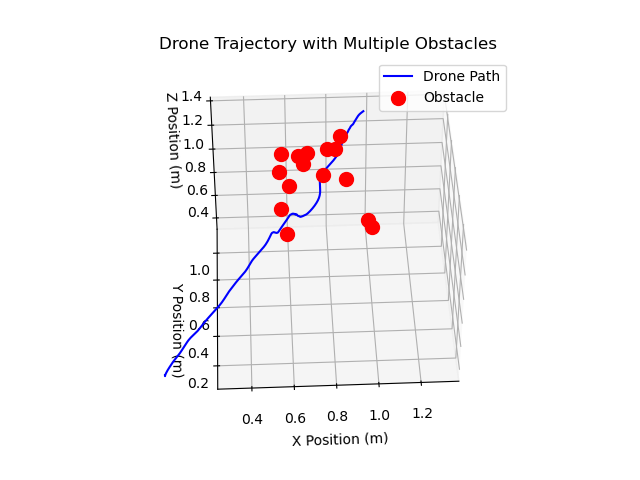 Drone Trajectory with Multiple Obstacles
Drone Path
Obstacle
Z Position (m)
1.4
1.2
1.0
0.8
0.6
0.4
Y Position (m)
1.0
0.8
0.6
0.4
0.2
0.4
0.6
0.8
1.0
1.2
X Position (m)